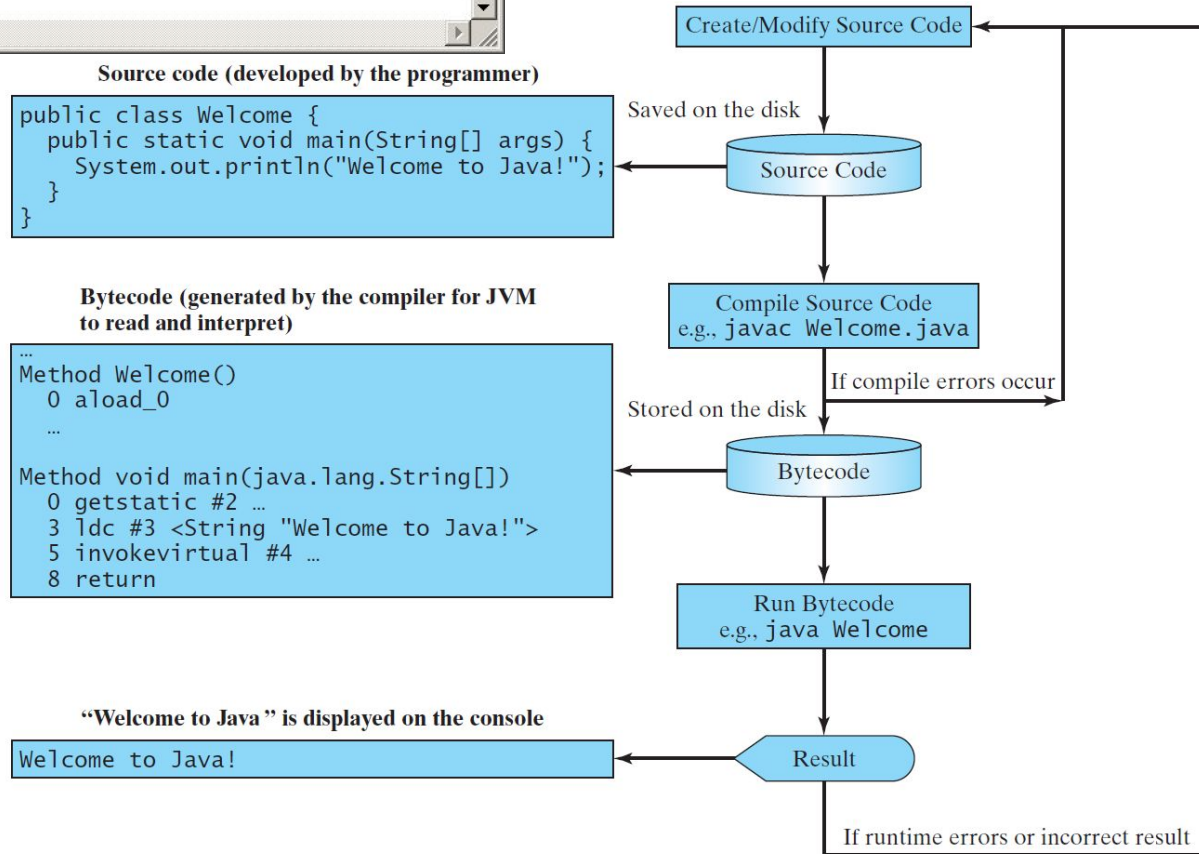 Create/Modify Source Code
Source code (developed by the programmer)
public class Welcome {
  public static void main(String[] args) {
    System.out.println("Welcome to Java!");
  }
}
Saved on the disk
Source Code
Compile Source Code
e.g., javac Welcome.java
If compile errors occur
Bytecode (generated by the compiler for JVM
to read and interpret)
…
Method Welcome()
  0 aload_0
  …
Method void main(java.lang.String[])
  0 getstatic #2 …
  3 ldc #3 <String "Welcome to Java!">
  5 invokevirtual #4 …
  8 return
Stored on the disk
Bytecode
Run Bytecode
e.g., java Welcome
“Welcome to Java” is displayed on the console
Welcome to Java!
Result
If runtime errors or incorrect result